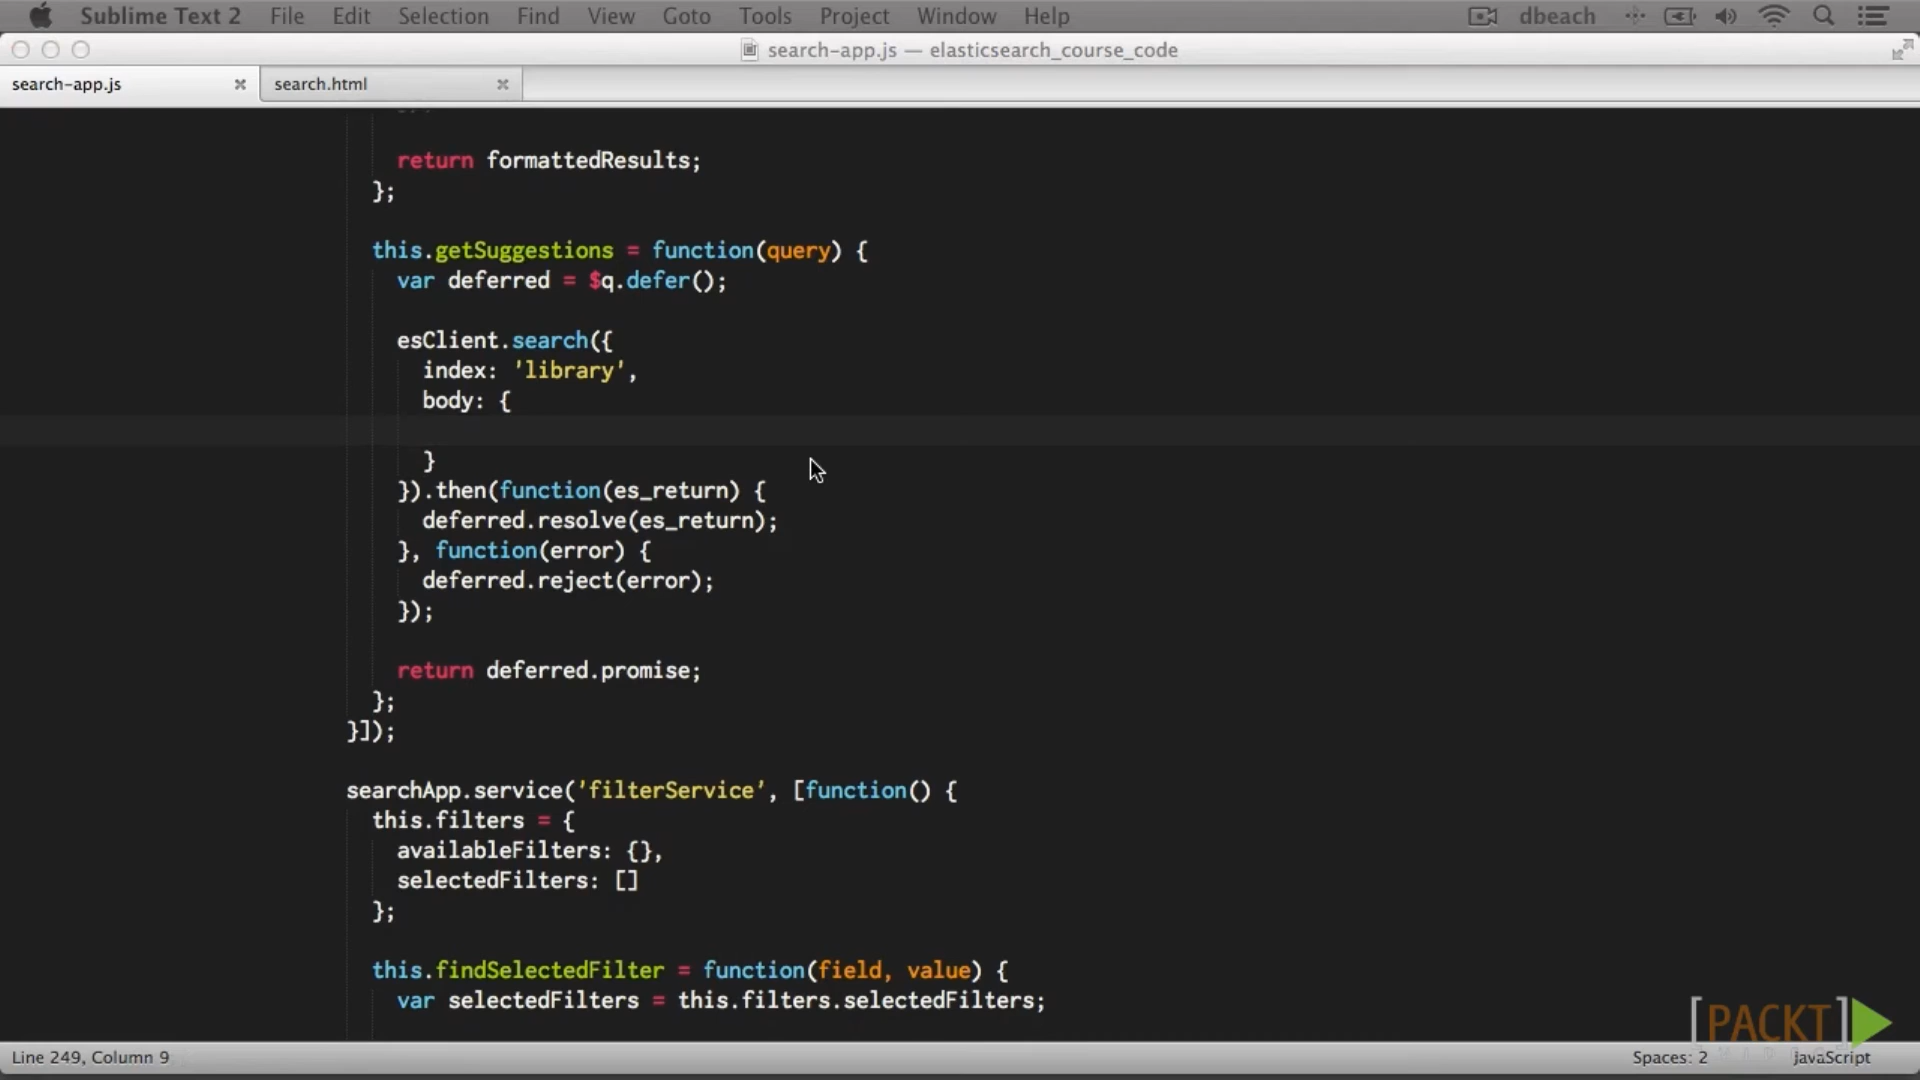 Sublime Text 2 File Edit Selection Find View Goto Tools Project Window Help dbeach
search-app.js — elasticsearch_course_code
search-app.js × search.html ×
return formattedResults;
};
this.getSuggestions = function(query) {
var deferred = $q.defer();
esClient.search({
index: 'library',
body: {
}
}).then(function(es_return) {
deferred.resolve(es_return);
}, function(error) {
deferred.reject(error);
});
return deferred.promise;
};
}]);
searchApp.service('filterService', [function() {
this.filters = {
availableFilters: {},
selectedFilters: []
};
this.findSelectedFilter = function(field, value) {
var selectedFilters = this.filters.selectedFilters;
[PACKT]
Line 249, Column 9 Spaces: 2 JavaScript